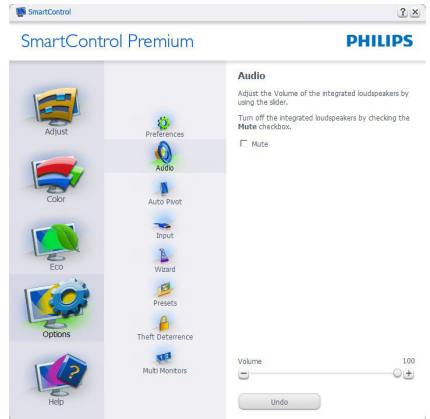 SmartControl
SmartControl Premium
PHILIPS
Adjust
Color
Eco
Options
Help
Preferences
Audio
Auto Pivot
Input
Wizard
Presets
Theft Deterrence
Multi Monitors
Audio
Adjust the Volume of the integrated loudspeakers by
using the slider.
Turn off the integrated loudspeakers by checking the
Mute checkbox.
Mute
Volume 100
Undo